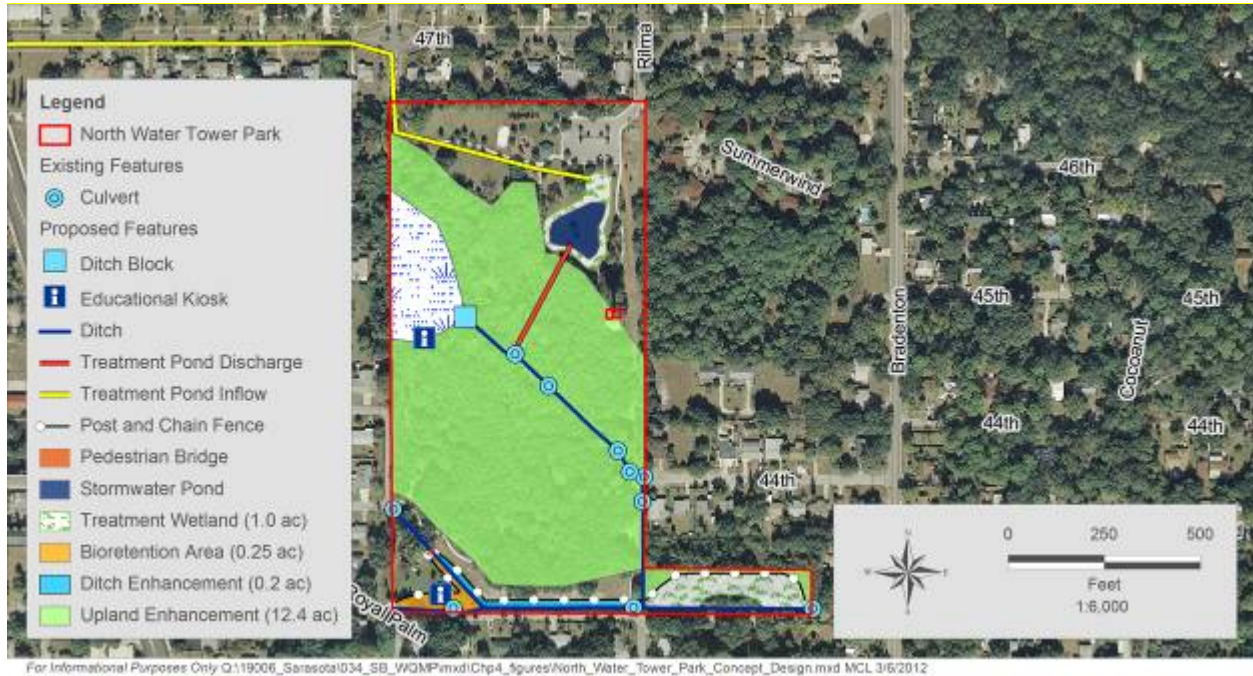 47th
Rilma
Legend
North Water Tower Park
Existing Features
Culvert
Proposed Features
Ditch Block
Educational Kiosk
Ditch
Treatment Pond Discharge
Treatment Pond Inflow
Post and Chain Fence
Pedestrian Bridge
Stormwater Pond
Treatment Wetland (1.0 ac)
Bioretention Area (0.25 ac)
Ditch Enhancement (0.2 ac)
Upland Enhancement (12.4 ac)
Summerwind
46th
Bradenton
45th
45th
Cocoanut
44th
44th
44th
Royal Palm
N
W
E
S
0 250 500
Feet
1:6,000
For Informational Purposes Only Q:\19006_Sarasota\034_SB_WQMP\mxd\Chp4_figures\North_Water_Tower_Park_Concept_Design.mxd MCL 3/6/2012